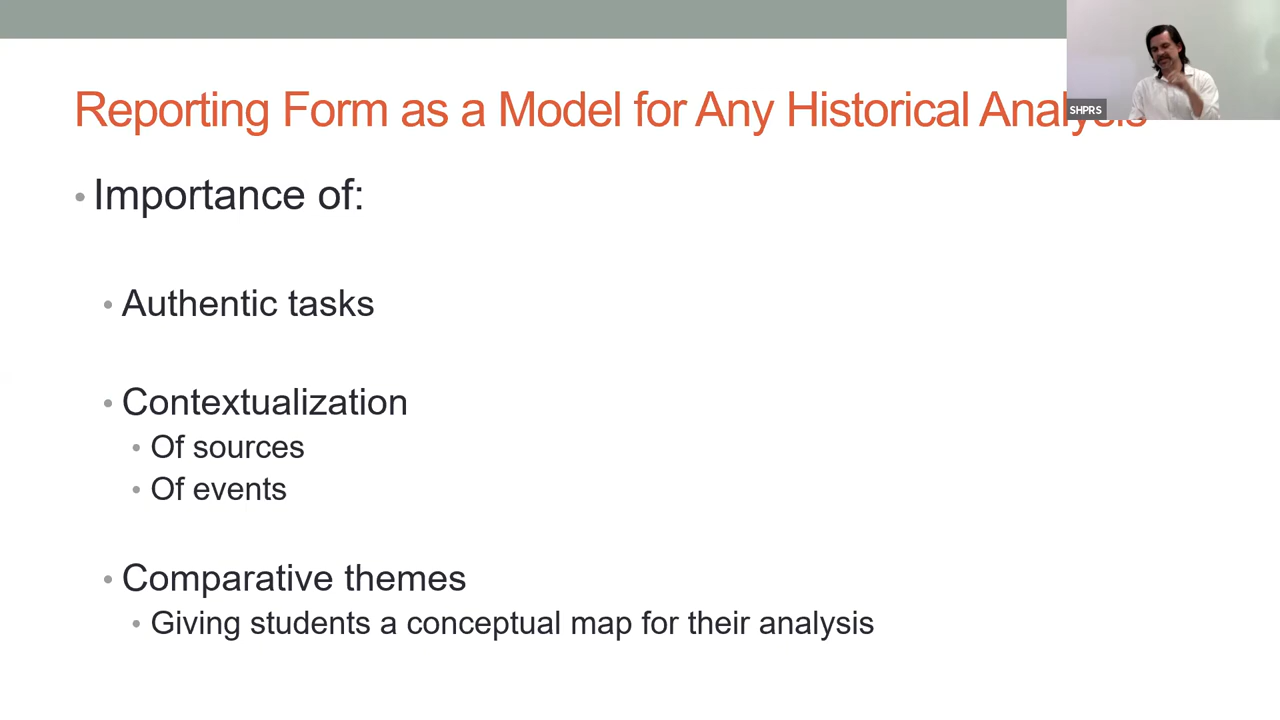 Reporting Form as a Model for Any Historical Analysis
SHPRS
• Importance of:
• Authentic tasks
• Contextualization
• Of sources
• Of events
• Comparative themes
• Giving students a conceptual map for their analysis